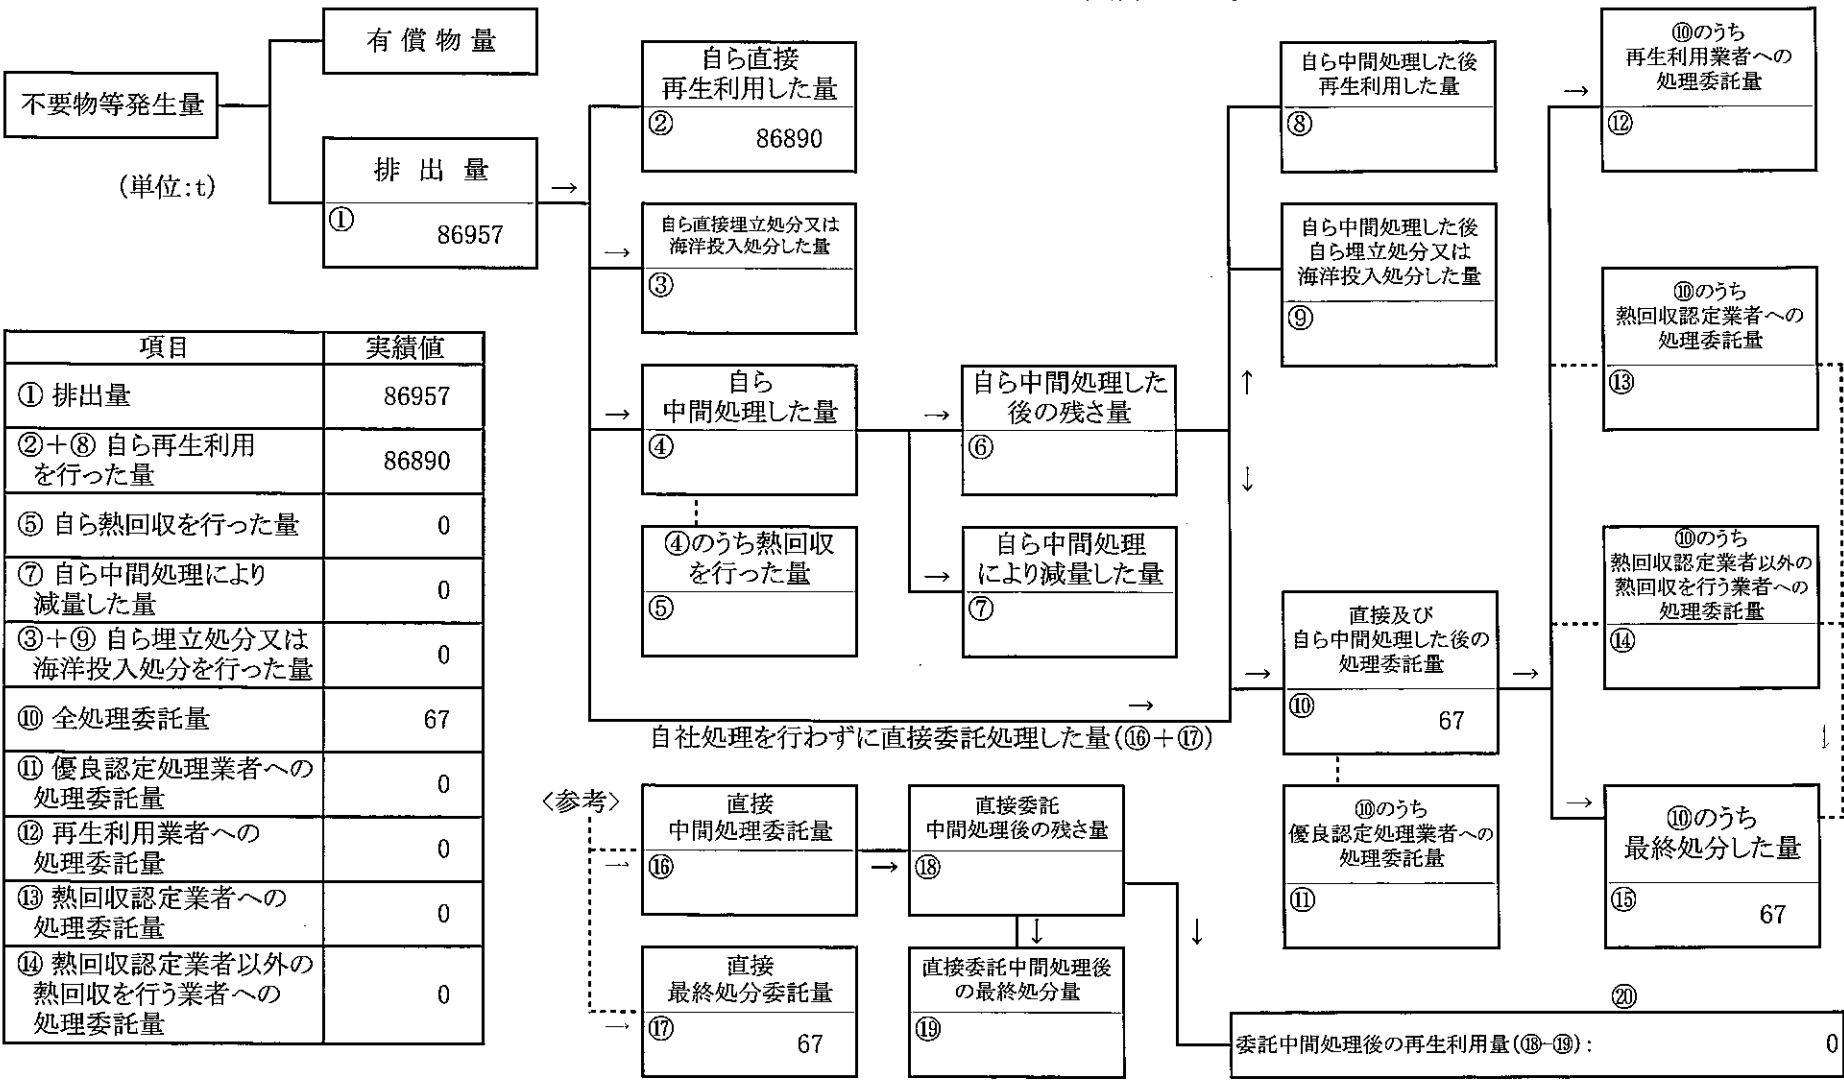 不要物等発生量
(単位:t)
有償物量
排出量
①
86957
→
自ら直接
再生利用した量
②
86890
→
自ら直接埋立処分又は
海洋投入処分した量
③
→
自ら
中間処理した量
④
④のうち熱回収
を行った量
⑤
→
自ら中間処理した
後の残さ量
⑥
→
自ら中間処理
により減量した量
⑦
自ら中間処理した後
再生利用した量
⑧
自ら中間処理した後
自ら埋立処分又は
海洋投入処分した量
⑨
↑
↓
→
自社処理を行わずに直接委託処理した量(⑯+⑰)
→
直接及び
自ら中間処理した後の
処理委託量
⑩
67
→
⑩のうち
優良認定処理業者への
処理委託量
⑪
→
⑩のうち
再生利用業者への
処理委託量
⑫
⑩のうち
熱回収認定業者への
処理委託量
⑬
⑩のうち
熱回収認定業者以外の
熱回収を行う業者への
処理委託量
⑭
↓
→
⑩のうち
最終処分した量
⑮
67
項目 実績値
① 排出量 86957
②+⑧ 自ら再生利用
を行った量 86890
⑤ 自ら熱回収を行った量 0
⑦ 自ら中間処理により
減量した量 0
③+⑨ 自ら埋立処分又は
海洋投入処分を行った量 0
⑩ 全処理委託量 67
⑪ 優良認定処理業者への
処理委託量 0
⑫ 再生利用業者への
処理委託量 0
⑬ 熱回収認定業者への
処理委託量 0
⑭ 熱回収認定業者以外の
熱回収を行う業者への
処理委託量 0
〈参考〉
→
直接
中間処理委託量
⑯
→
直接
最終処分委託量
⑰
67
→
直接委託
中間処理後の残さ量
⑱
↓
直接委託中間処理後
の最終処分量
⑲
↓
⑳
委託中間処理後の再生利用量(⑱-⑲): 0